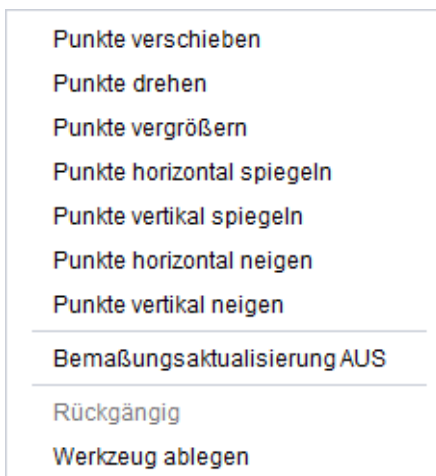 Punkte verschieben
Punkte drehen
Punkte vergrößern
Punkte horizontal spiegeln
Punkte vertikal spiegeln
Punkte horizontal neigen
Punkte vertikal neigen
Bemaßungsaktualisierung AUS
Rückgängig
Werkzeug ablegen